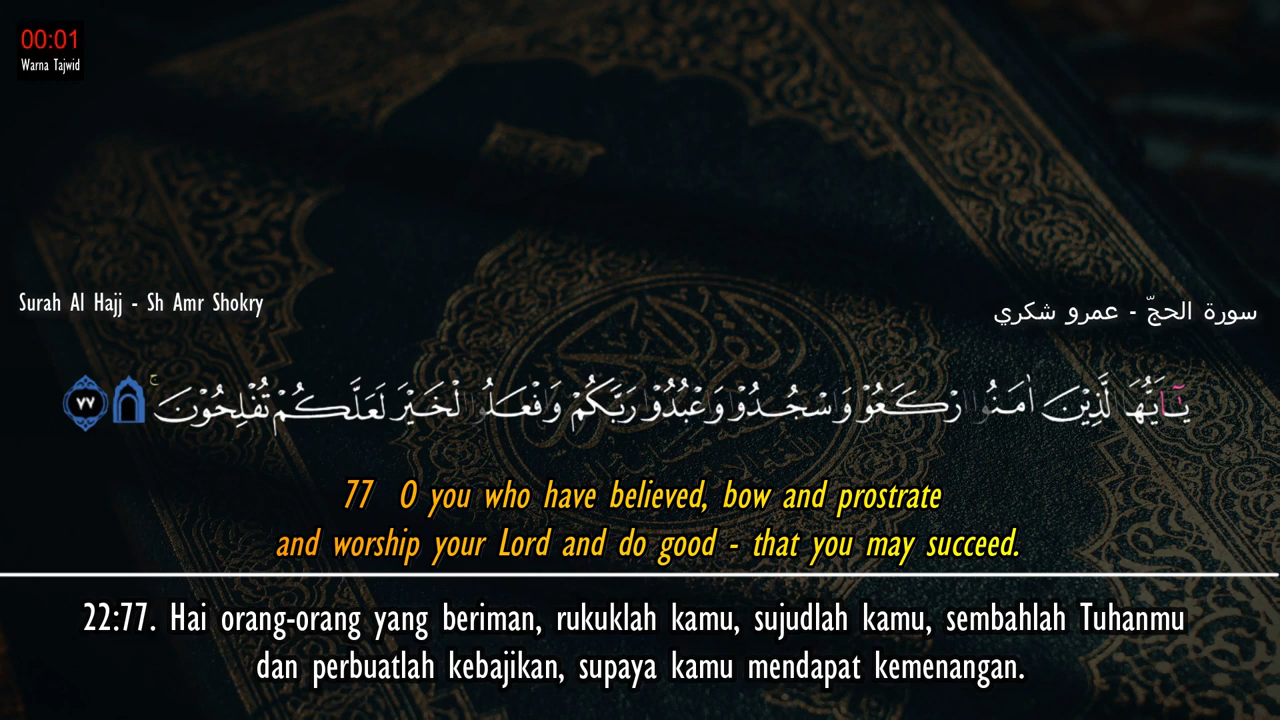 00:01
Warna Tajwid
Surah Al Hajj - Sh Amr Shokry
سورة الحجّ - عمرو شكري
يَٰٓأَيُّهَا ٱلَّذِينَ ءَامَنُوا۟ ٱرْكَعُوا۟ وَٱسْجُدُوا۟ وَٱعْبُدُوا۟ رَبَّكُمْ وَٱفْعَلُوا۟ ٱلْخَيْرَ لَعَلَّكُمْ تُفْلِحُونَ ۩ ٧٧
77 O you who have believed, bow and prostrate
and worship your Lord and do good - that you may succeed.
22:77. Hai orang-orang yang beriman, rukuklah kamu, sujudlah kamu, sembahlah Tuhanmu
dan perbuatlah kebajikan, supaya kamu mendapat kemenangan.